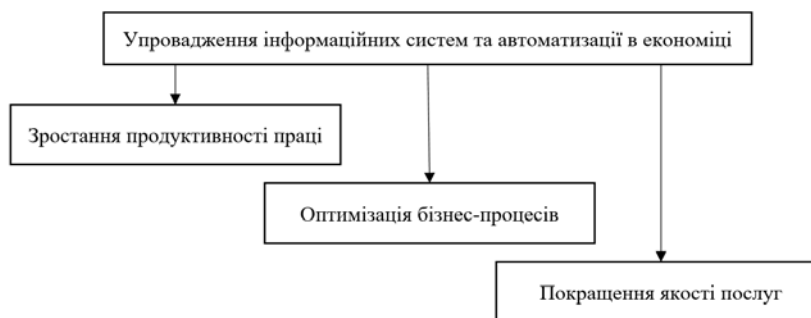 Упровадження інформаційних систем та автоматизації в економіці
Зростання продуктивності праці
Оптимізація бізнес-процесів
Покращення якості послуг